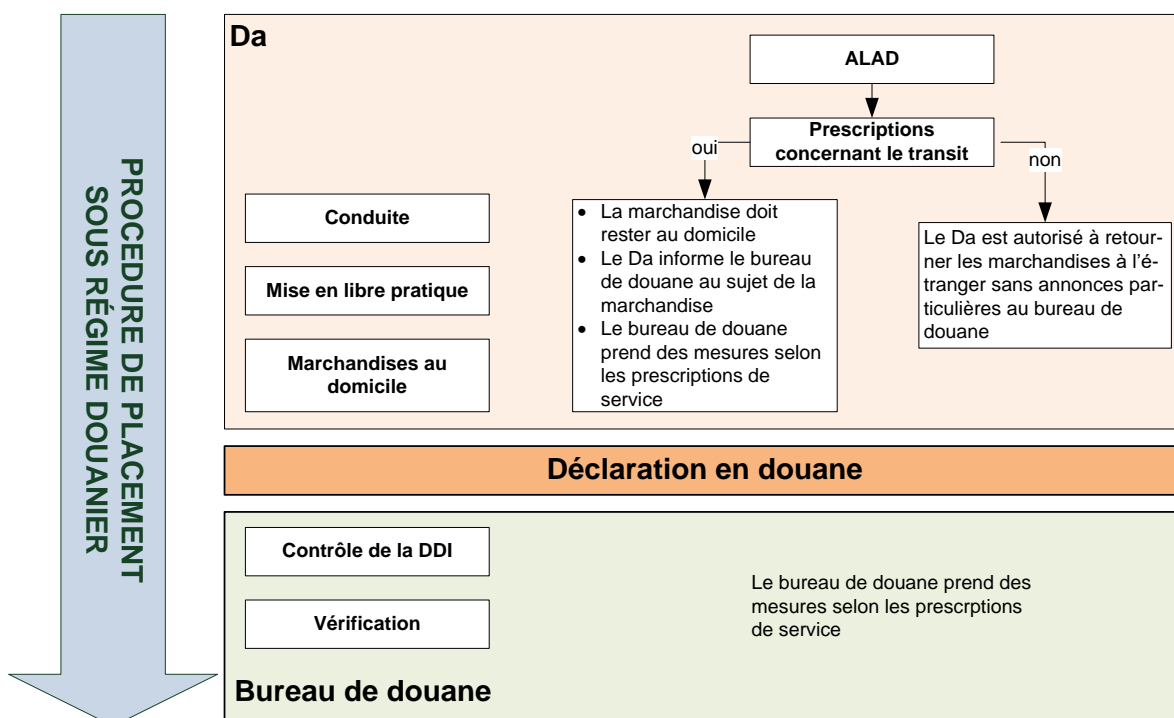 PROCEDURE DE PLACEMENT
SOUS RÉGIME DOUANIER
Da
ALAD
Prescriptions
concernant le transit
oui
non
Conduite
Mise en libre pratique
Marchandises au
domicile
• La marchandise doit
rester au domicile
• Le Da informe le bureau
de douane au sujet de la
marchandise
• Le bureau de douane
prend des mesures selon
les prescriptions de
service
Le Da est autorisé à retour-
ner les marchandises à l'é-
tranger sans annonces par-
ticulières au bureau de
douane
Déclaration en douane
Contrôle de la DDI
Vérification
Le bureau de douane prend des
mesures selon les prescrptions
de service
Bureau de douane